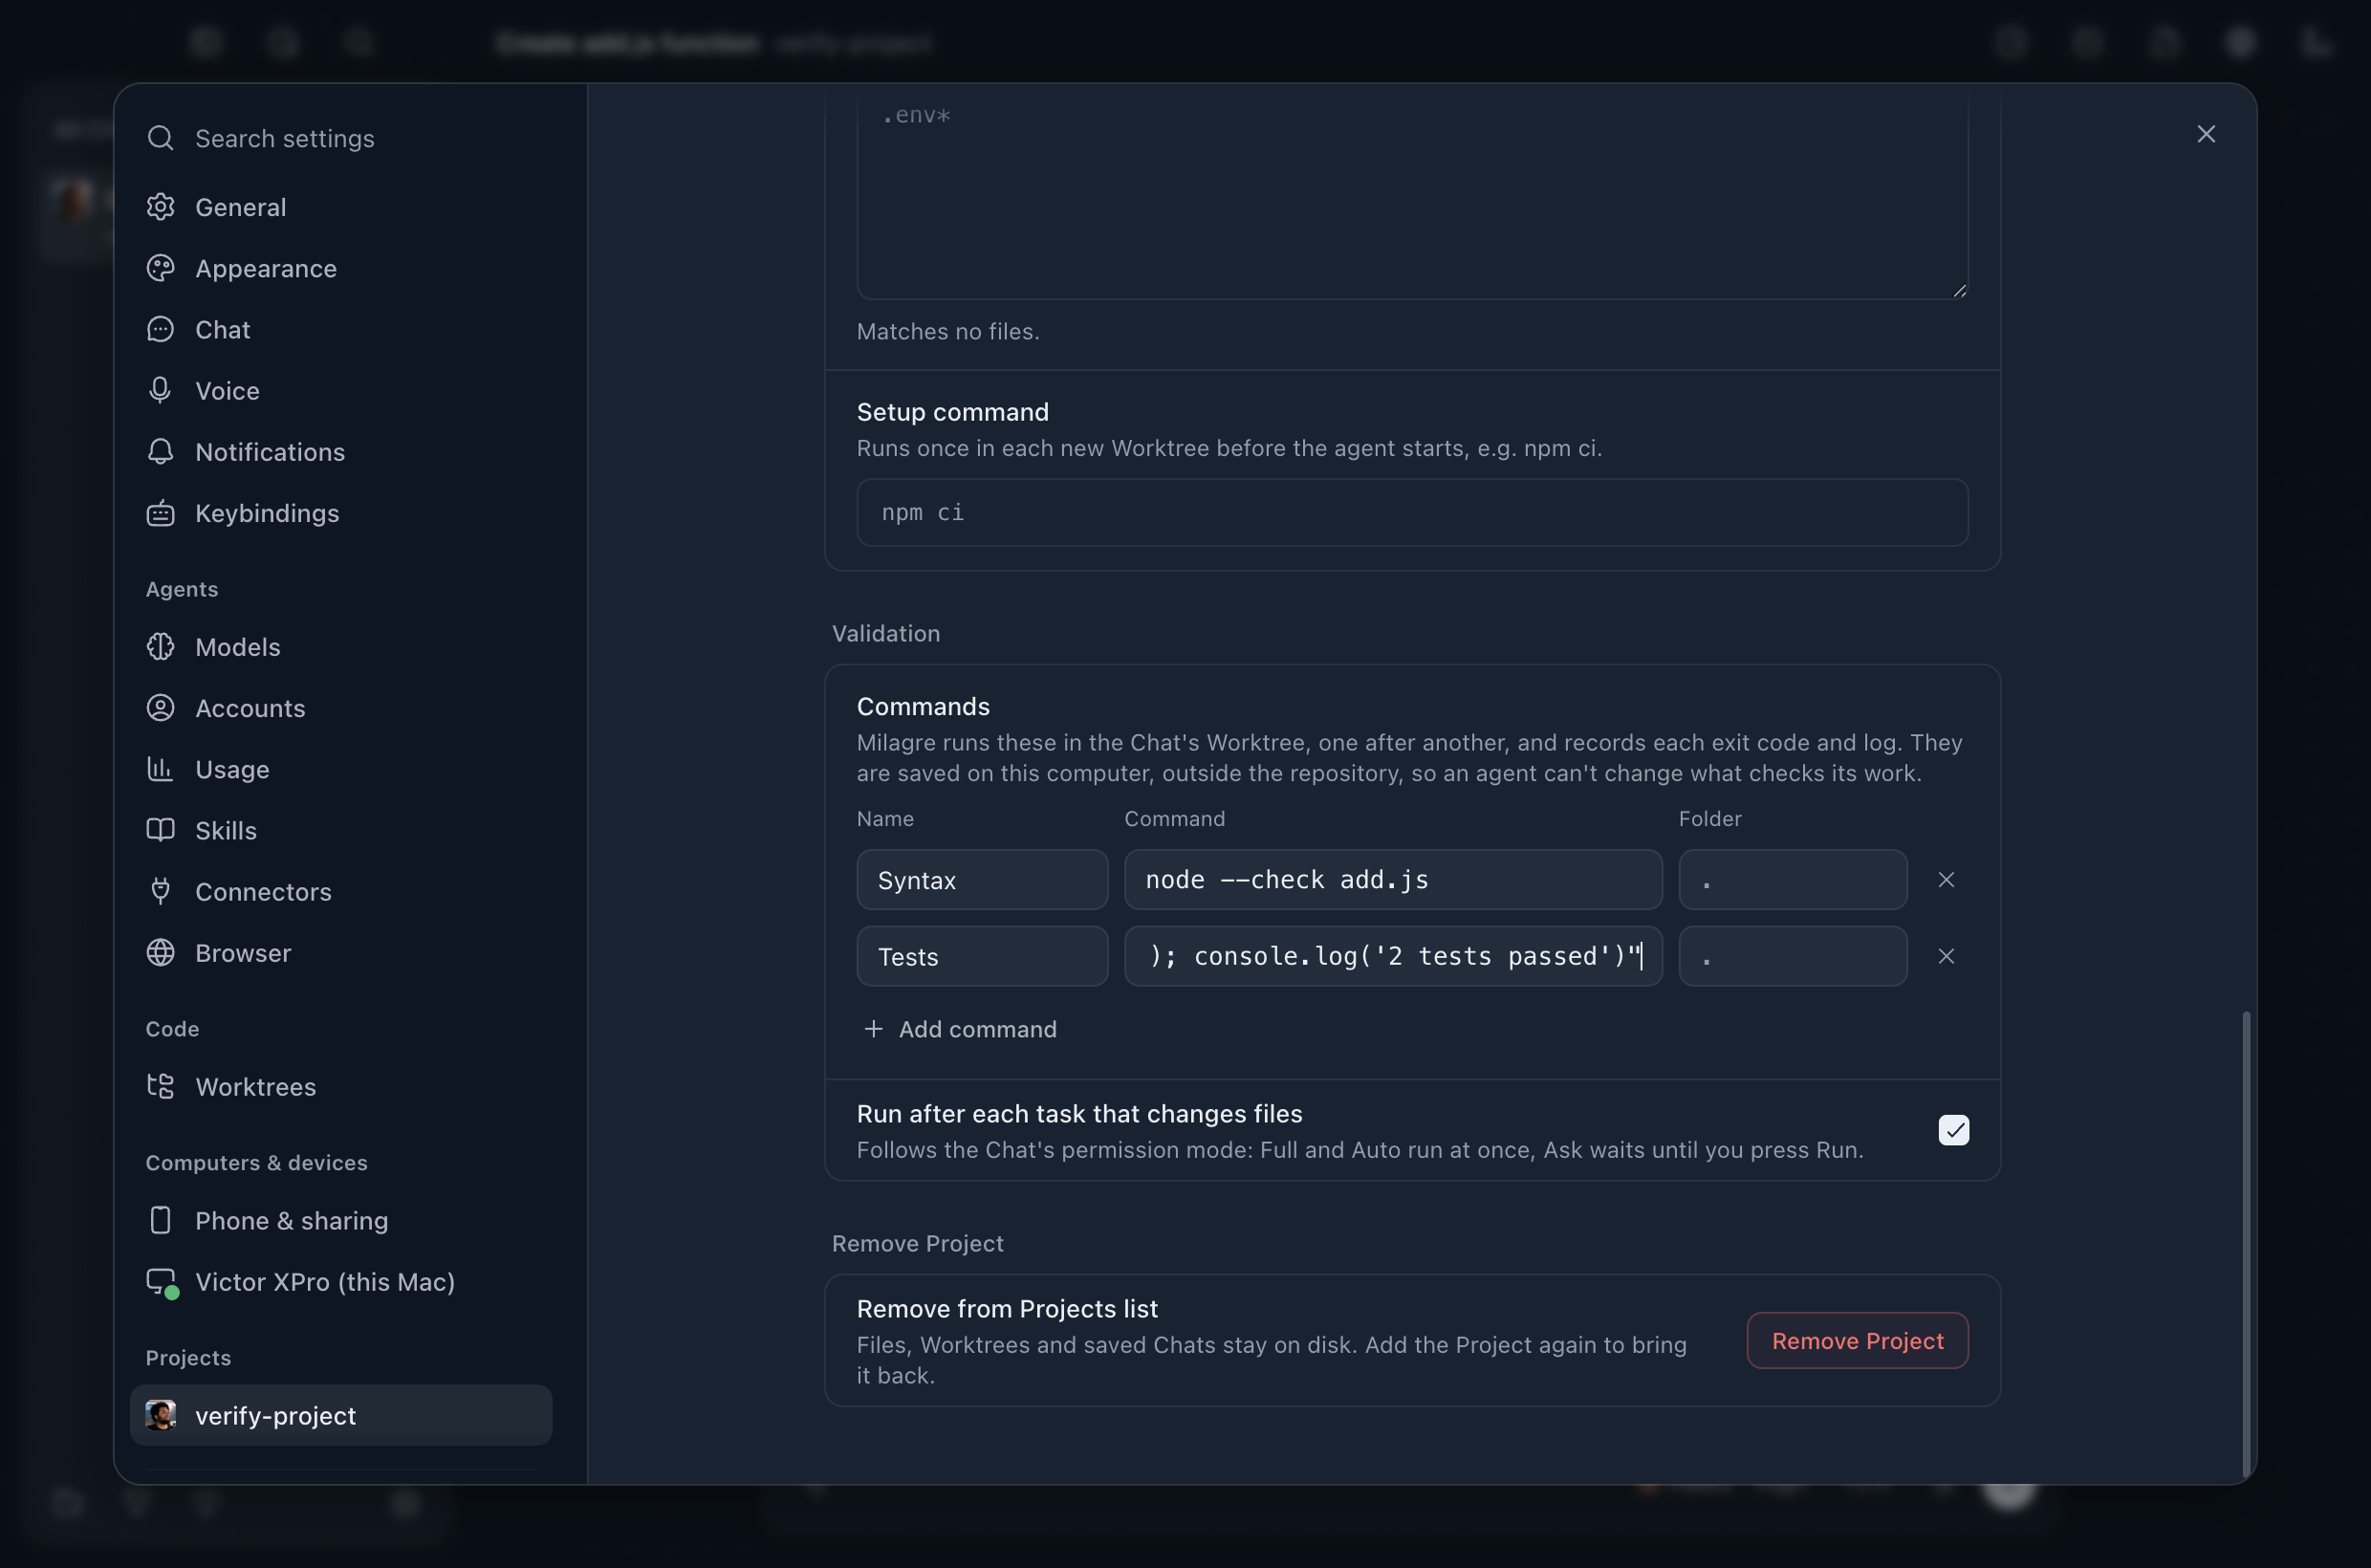 Create add.js function verify-project
Search settings
General
Appearance
Chat
Voice
Notifications
Keybindings
Agents
Models
Accounts
Usage
Skills
Connectors
Browser
Code
Worktrees
Computers & devices
Phone & sharing
Victor XPro (this Mac)
Projects
verify-project
.env*
Matches no files.
Setup command
Runs once in each new Worktree before the agent starts, e.g. npm ci.
npm ci
Validation
Commands
Milagre runs these in the Chat's Worktree, one after another, and records each exit code and log. They
are saved on this computer, outside the repository, so an agent can't change what checks its work.
Name Command Folder
Syntax node --check add.js .
Tests ); console.log('2 tests passed')" .
Add command
Run after each task that changes files
Follows the Chat's permission mode: Full and Auto run at once, Ask waits until you press Run.
Remove Project
Remove from Projects list
Files, Worktrees and saved Chats stay on disk. Add the Project again to bring
it back.
Remove Project